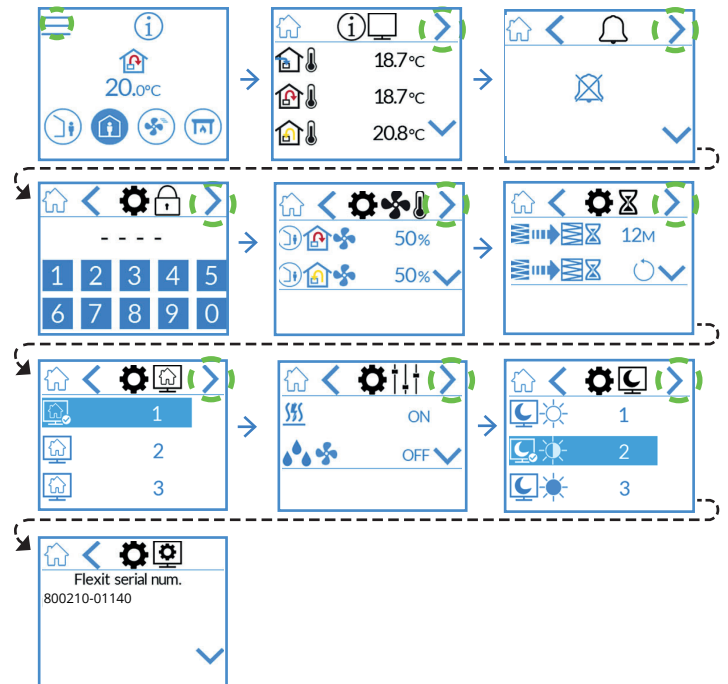 20.0°C
18.7°C
18.7°C
20.8°C
- - - -
1 2 3 4 5
6 7 8 9 0
50%
50%
12M
1
2
3
ON
OFF
1
2
3
Flexit serial num.
800210-01140